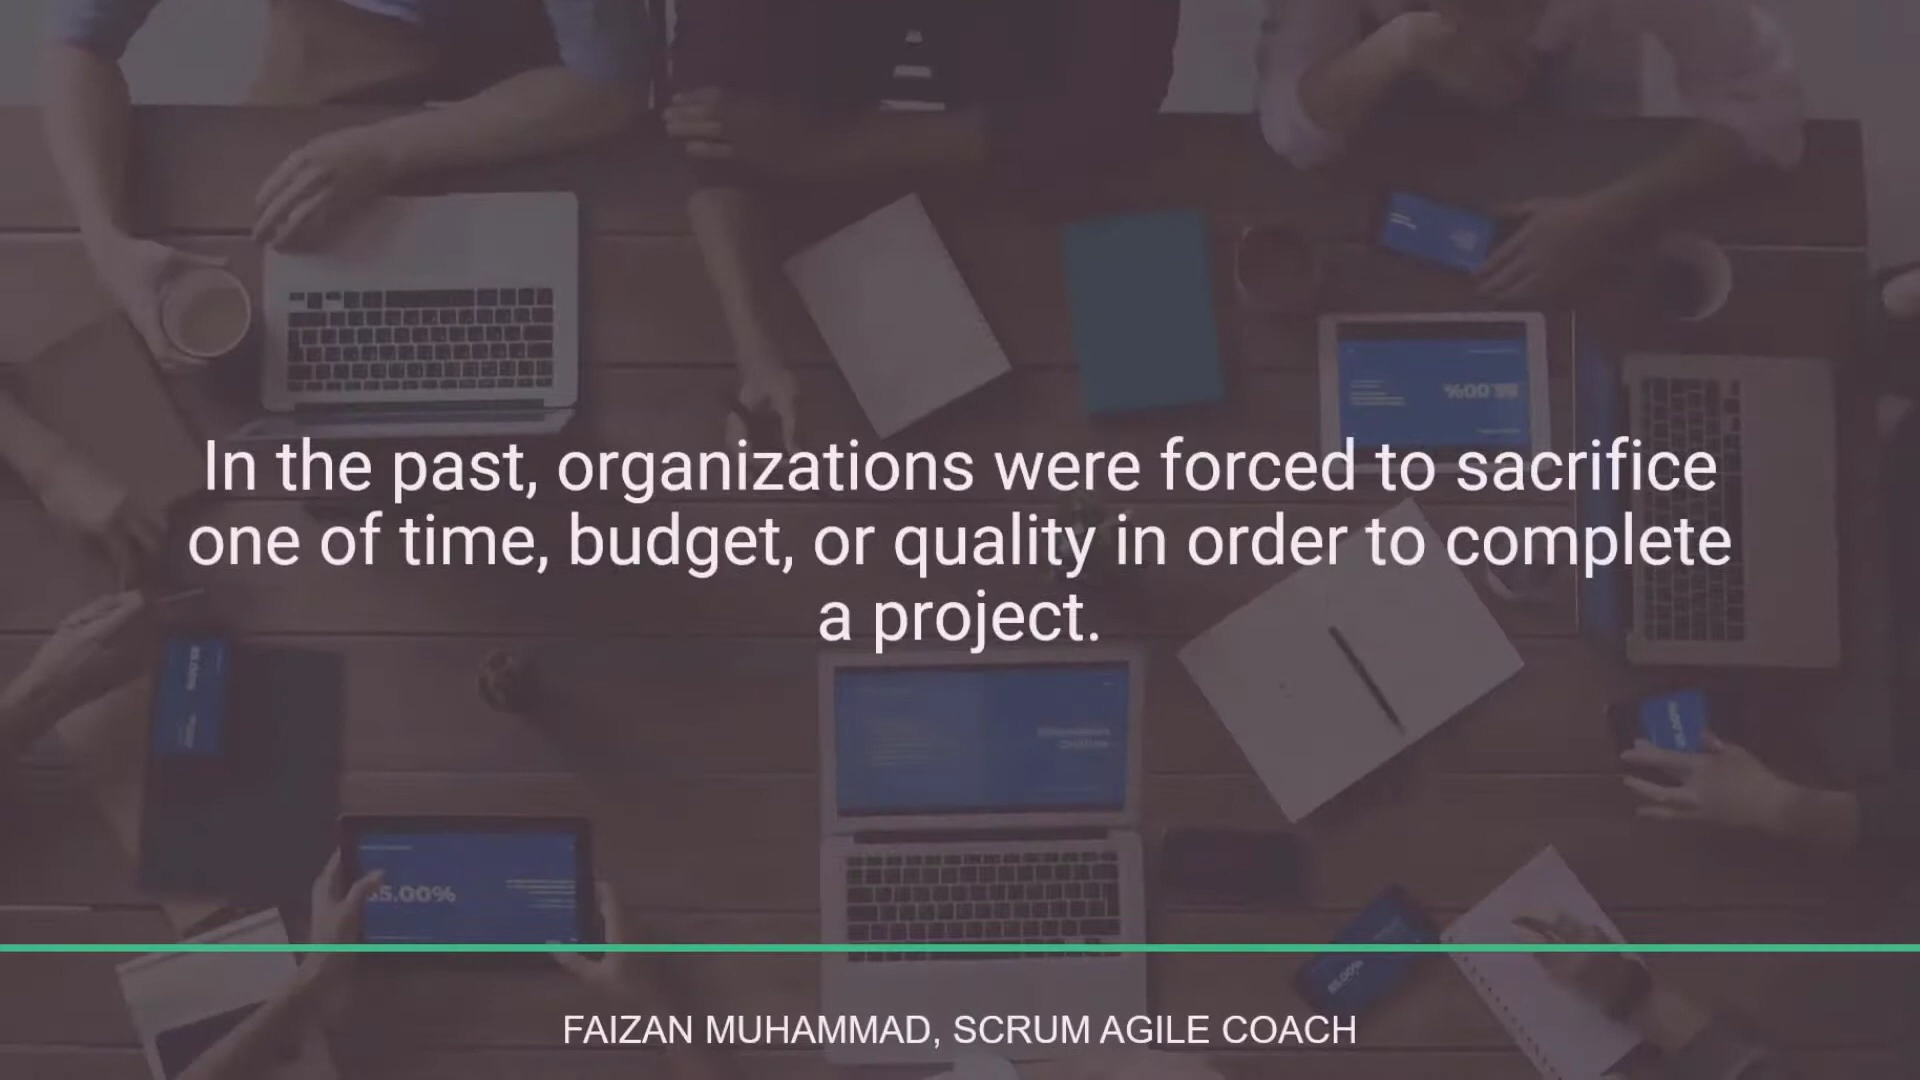 In the past, organizations were forced to sacrifice
one of time, budget, or quality in order to complete
a project.
FAIZAN MUHAMMAD, SCRUM AGILE COACH